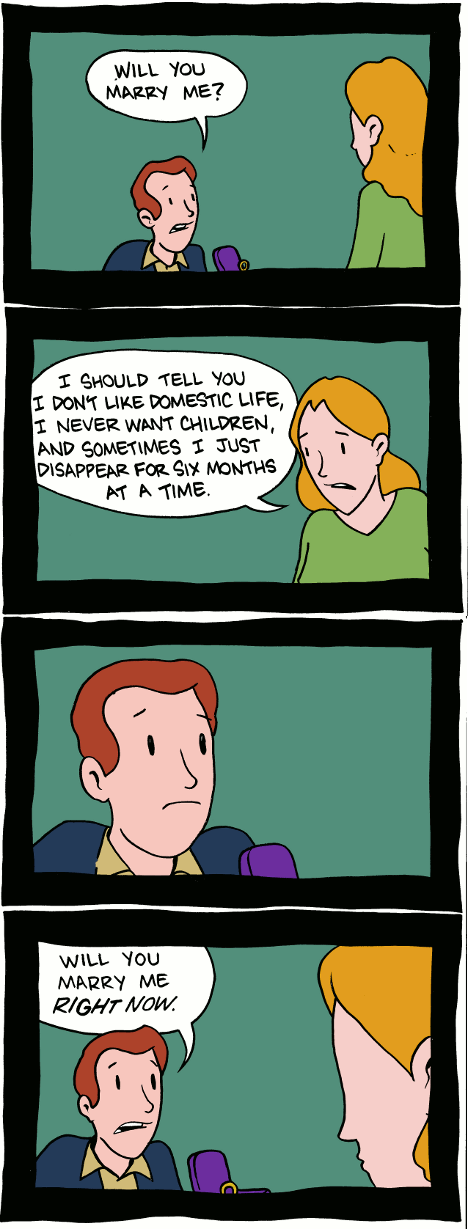 WILL YOU
MARRY ME?
I SHOULD TELL YOU
I DON'T LIKE DOMESTIC LIFE,
I NEVER WANT CHILDREN,
AND SOMETIMES I JUST
DISAPPEAR FOR SIX MONTHS
AT A TIME.
WILL YOU
MARRY ME
RIGHT NOW.